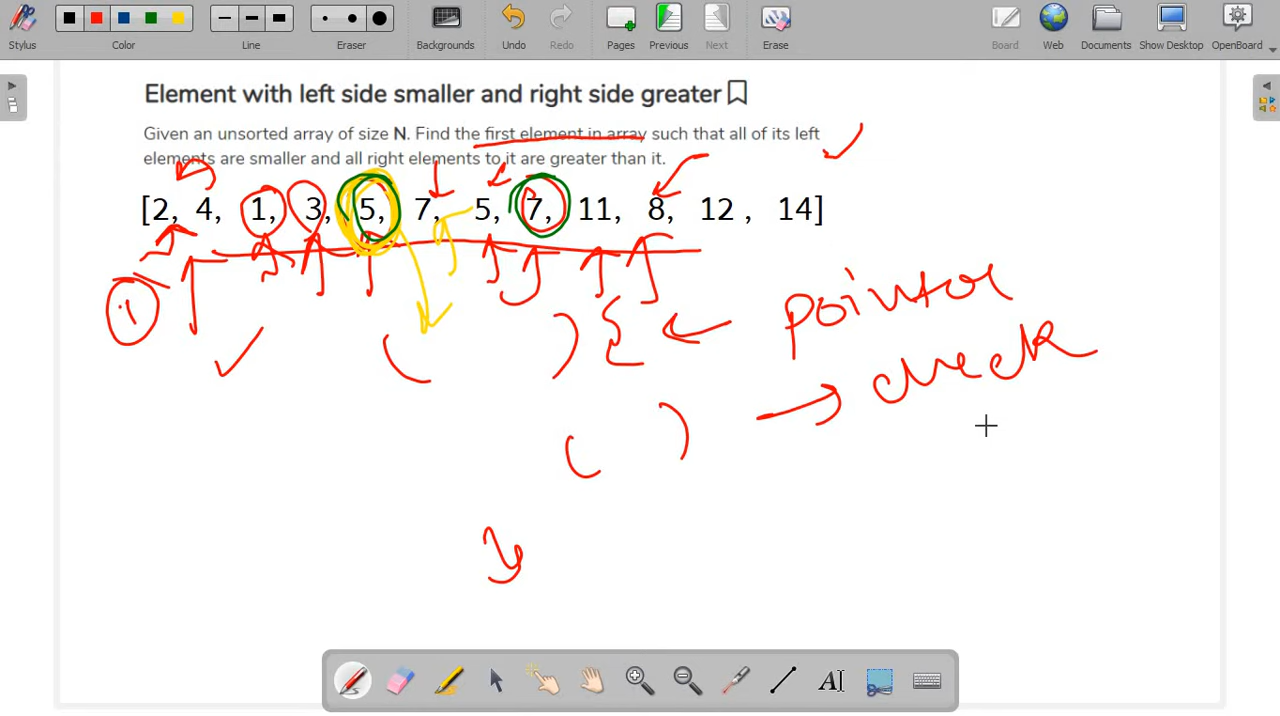 Stylus Color Line Eraser Backgrounds Undo Redo Pages Previous Next Erase Board Web Documents Show Desktop OpenBoard
Element with left side smaller and right side greater
Given an unsorted array of size N. Find the first element in array such that all of its left
elements are smaller and all right elements to it are greater than it.
[2, 4, 1, 3, 5, 7, 5, 7, 11, 8, 12 , 14]
i
( ) {
pointer
→ check
( )
}
AI